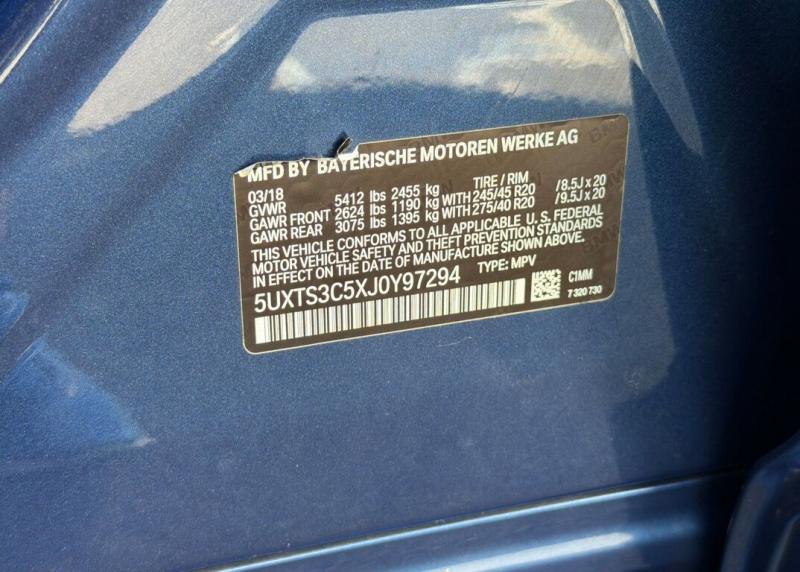 MFD BY BAYERISCHE MOTOREN WERKE AG
03/18 TIRE / RIM
GVWR 5412 lbs 2455 kg
GAWR FRONT 2624 lbs 1190 kg WITH 245/45 R20 /8.5J x 20
GAWR REAR 3075 lbs 1395 kg WITH 275/40 R20 /9.5J x 20
THIS VEHICLE CONFORMS TO ALL APPLICABLE U.S. FEDERAL
MOTOR VEHICLE SAFETY AND THEFT PREVENTION STANDARDS
IN EFFECT ON THE DATE OF MANUFACTURE SHOWN ABOVE.
5UXTS3C5XJ0Y97294 TYPE: MPV C1MM
7 320 730